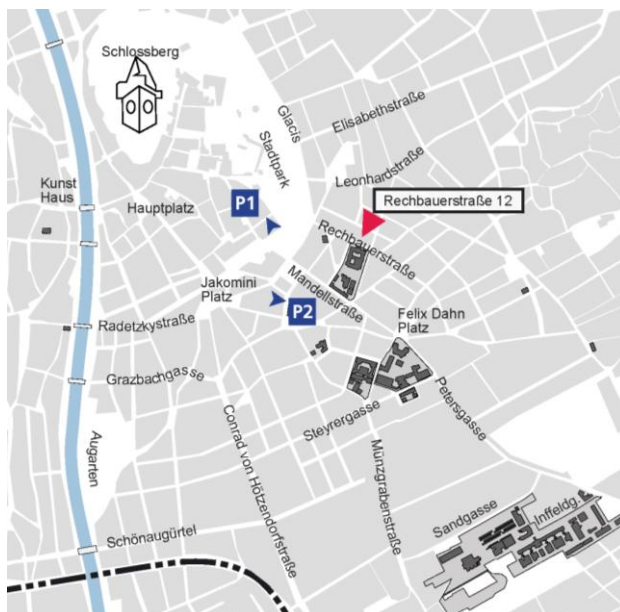 Schlossberg
Glacis
Elisabethstraße
Stadtpark
Leonhardstraße
Kunst
Haus
Hauptplatz
P1
Rechbauerstraße 12
Rechbauerstraße
Jakomini
Platz
Mandellstraße
P2
Felix Dahn
Platz
Radetzkystraße
Grazbachgasse
Steyrergasse
Petersgasse
Augarten
Conrad von Hötzendorfstraße
Münzgrabenstraße
Sandgasse
Inffeldg.
Schönaugürtel